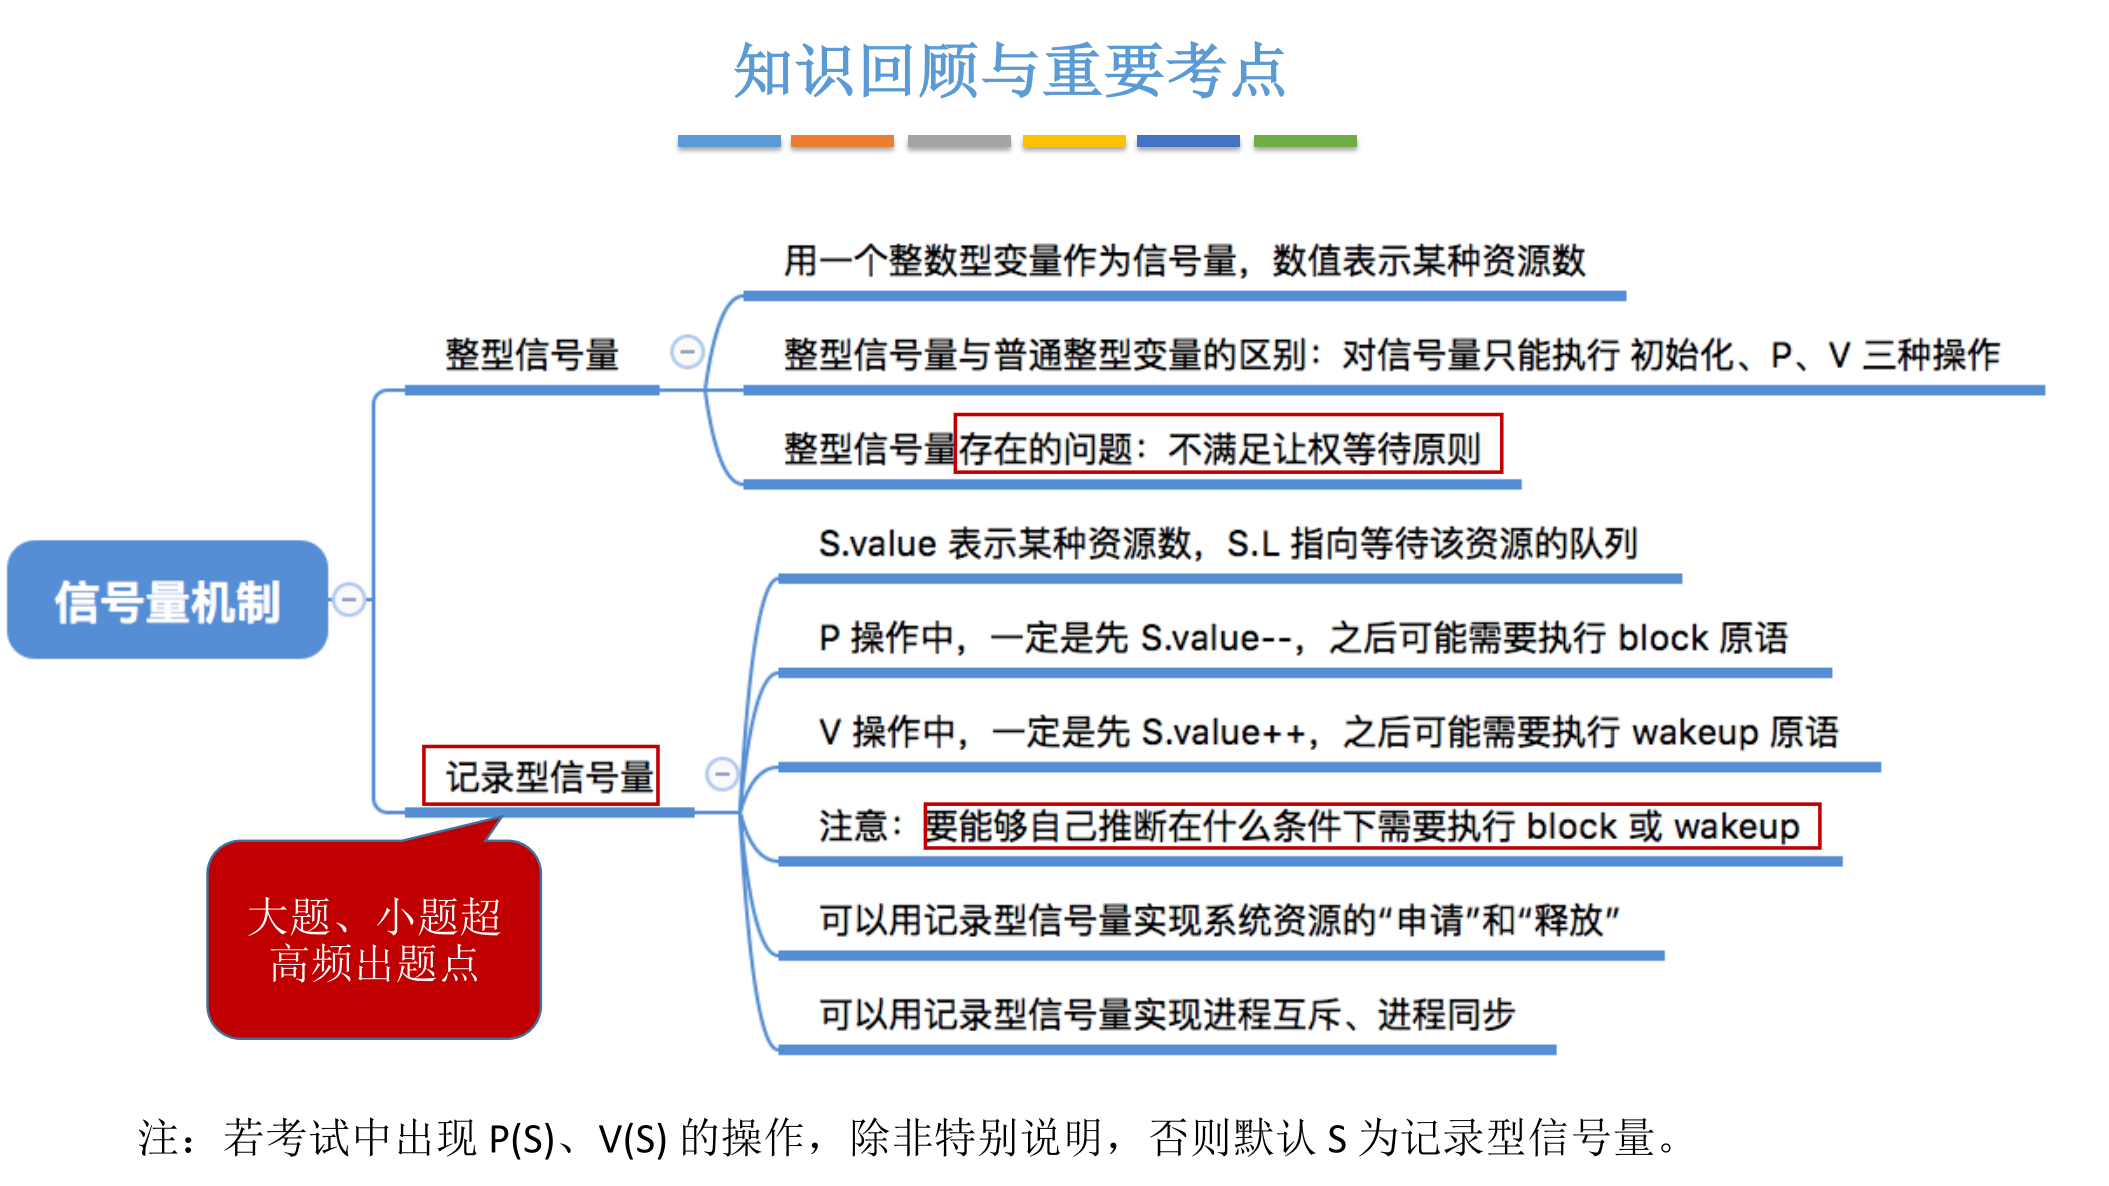 知识回顾与重要考点
用一个整数型变量作为信号量，数值表示某种资源数
整型信号量
整型信号量与普通整型变量的区别：对信号量只能执行 初始化、P、V 三种操作
整型信号量存在的问题：不满足让权等待原则
信号量机制
S.value 表示某种资源数，S.L 指向等待该资源的队列
P 操作中，一定是先 S.value--，之后可能需要执行 block 原语
V 操作中，一定是先 S.value++，之后可能需要执行 wakeup 原语
记录型信号量
注意：要能够自己推断在什么条件下需要执行 block 或 wakeup
可以用记录型信号量实现系统资源的“申请”和“释放”
可以用记录型信号量实现进程互斥、进程同步
大题、小题超
高频出题点
注：若考试中出现 P(S)、V(S) 的操作，除非特别说明，否则默认 S 为记录型信号量。